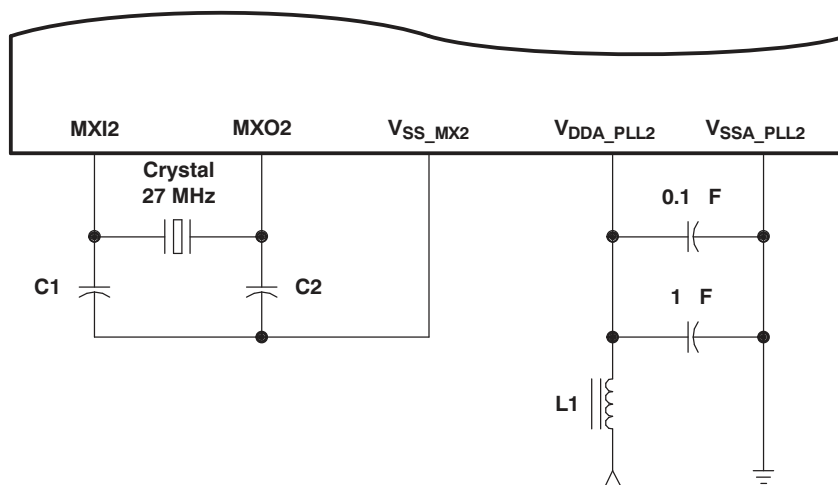 MXI2 MXO2 VSS_MX2 VDDA_PLL2 VSSA_PLL2
Crystal
27 MHz
0.1 F
C1
C2
1 F
L1